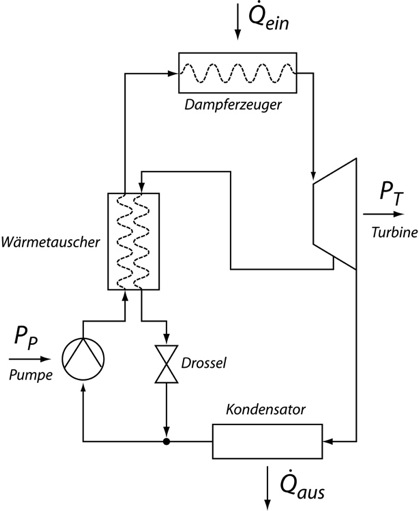 Q̇ein
Dampferzeuger
PT
Turbine
Wärmetauscher
PP
Pumpe
Drossel
Kondensator
Q̇aus